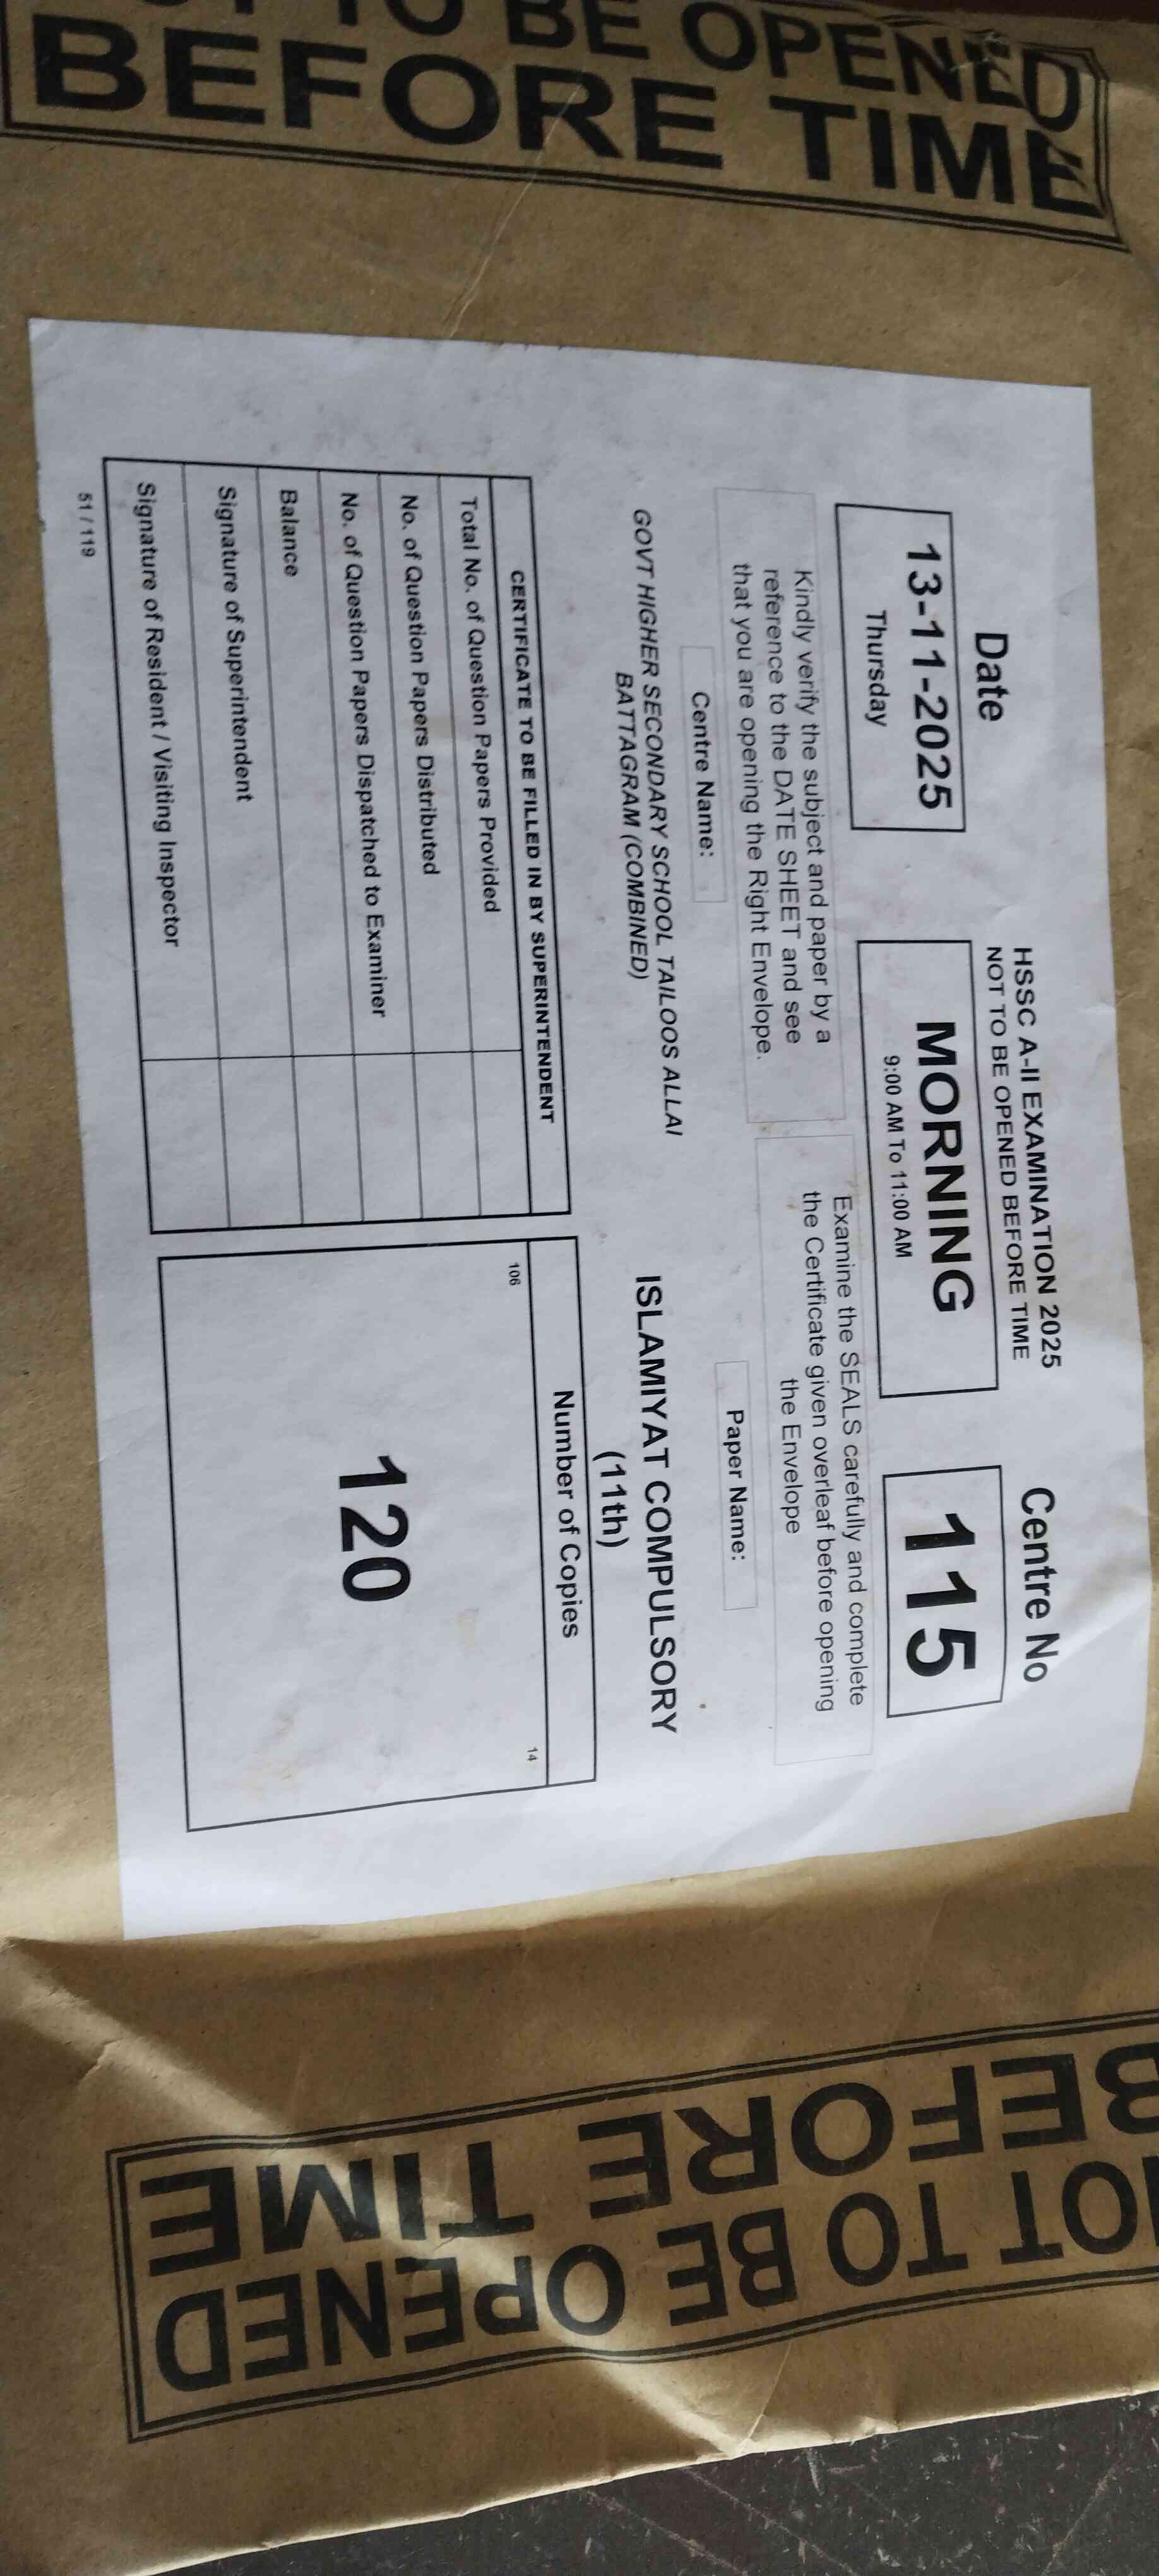 TO BE OPENED
BEFORE TIME
HSSC A-II EXAMINATION 2025
NOT TO BE OPENED BEFORE TIME
Date
13-11-2025
Thursday
MORNING
9:00 AM To 11:00 AM
Centre No
115
Kindly verify the subject and paper by a
reference to the DATE SHEET and see
that you are opening the Right Envelope.
Examine the SEALS carefully and complete
the Certificate given overleaf before opening
the Envelope
Centre Name:
GOVT HIGHER SECONDARY SCHOOL TAILOOS ALLAI
BATTAGRAM (COMBINED)
Paper Name:
ISLAMIYAT COMPULSORY
(11th)
CERTIFICATE TO BE FILLED IN BY SUPERINTENDENT
Total No. of Question Papers Provided
No. of Question Papers Distributed
No. of Question Papers Dispatched to Examiner
Balance
Signature of Superintendent
Signature of Resident / Visiting Inspector
Number of Copies
106
14
120
51 / 119
NOT TO BE OPENED
BEFORE TIME